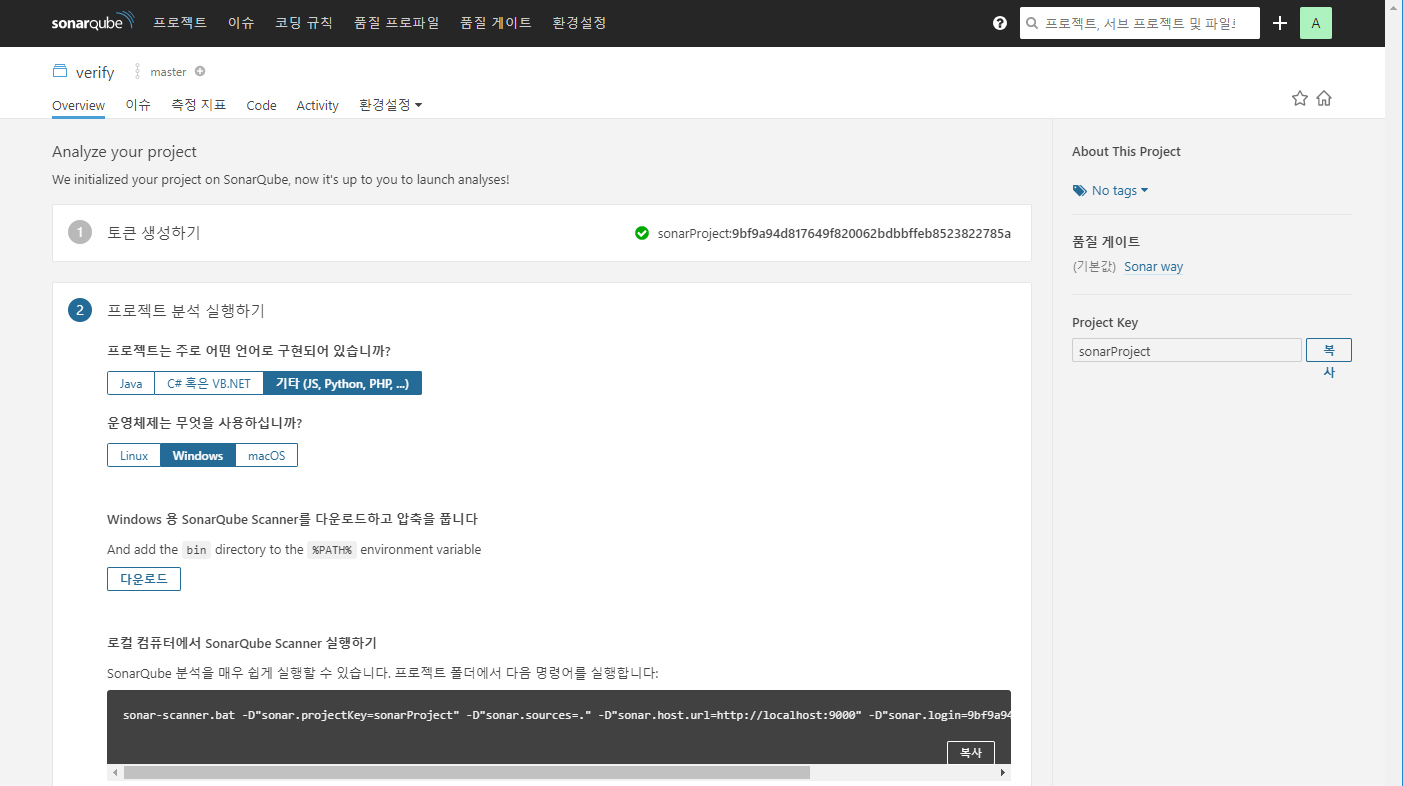 sonarqube 프로젝트 이슈 코딩 규칙 품질 프로파일 품질 게이트 환경설정 프로젝트, 서브 프로젝트 및 파일 A
verify master
Overview 이슈 측정 지표 Code Activity 환경설정
Analyze your project
We initialized your project on SonarQube, now it's up to you to launch analyses!
1 토큰 생성하기 sonarProject:9bf9a94d817649f820062bdbbffeb8523822785a
2 프로젝트 분석 실행하기
프로젝트는 주로 어떤 언어로 구현되어 있습니까?
Java C# 혹은 VB.NET 기타 (JS, Python, PHP, ...)
운영체제는 무엇을 사용하십니까?
Linux Windows macOS
Windows 용 SonarQube Scanner를 다운로드하고 압축을 풉니다
And add the bin directory to the %PATH% environment variable
다운로드
로컬 컴퓨터에서 SonarQube Scanner 실행하기
SonarQube 분석을 매우 쉽게 실행할 수 있습니다. 프로젝트 폴더에서 다음 명령어를 실행합니다:
sonar-scanner.bat -D"sonar.projectKey=sonarProject" -D"sonar.sources=." -D"sonar.host.url=http://localhost:9000" -D"sonar.login=9bf9a94
복사
About This Project
No tags
품질 게이트
(기본값) Sonar way
Project Key
sonarProject 복
사